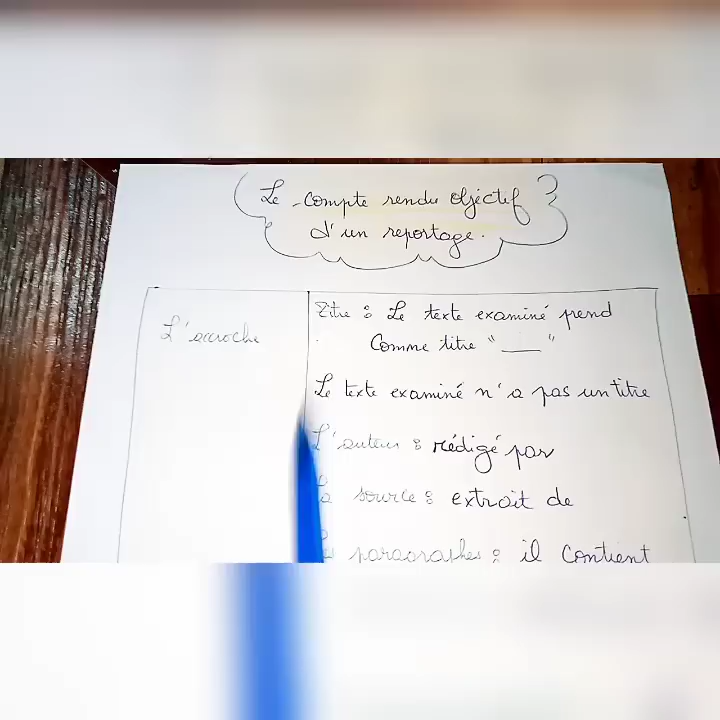 Le compte rendu objectif
d'un reportage.
L'accroche
Titre : Le texte examiné prend
Comme titre "___"
Le texte examiné n'a pas un titre
L'auteur : rédigé par
La source : extrait de
paragraphes : il contient